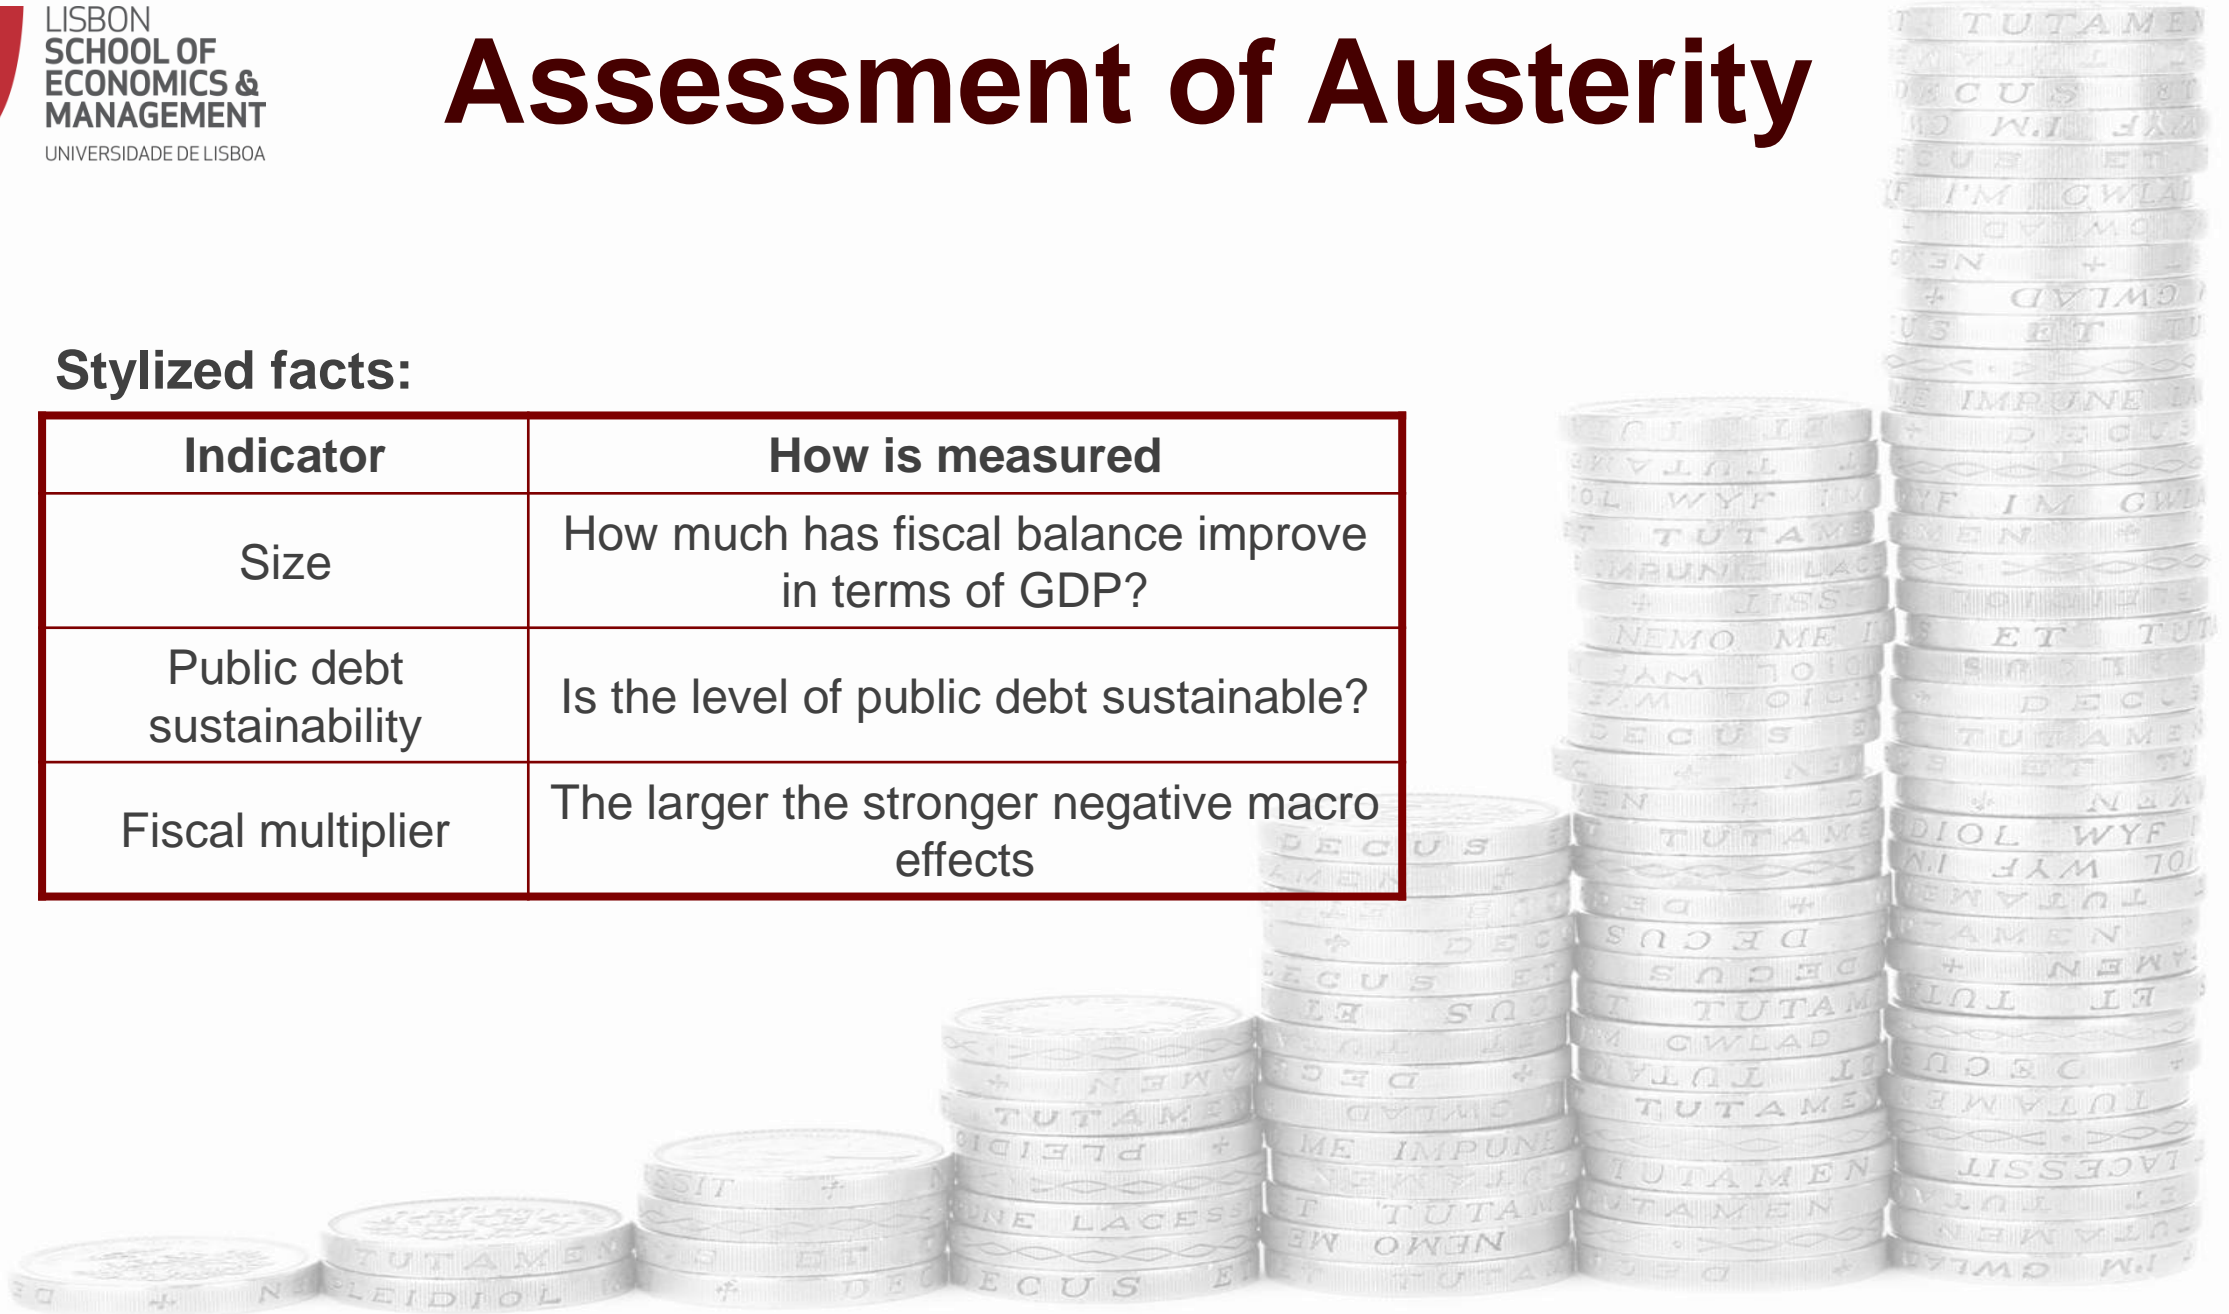 LISBON
SCHOOL OF
ECONOMICS &
MANAGEMENT
UNIVERSIDADE DE LISBOA
Assessment of Austerity
Stylized facts:
Indicator
How is measured
Size
How much has fiscal balance improve
in terms of GDP?
Public debt
sustainability
Is the level of public debt sustainable?
Fiscal multiplier
The larger the stronger negative macro
effects